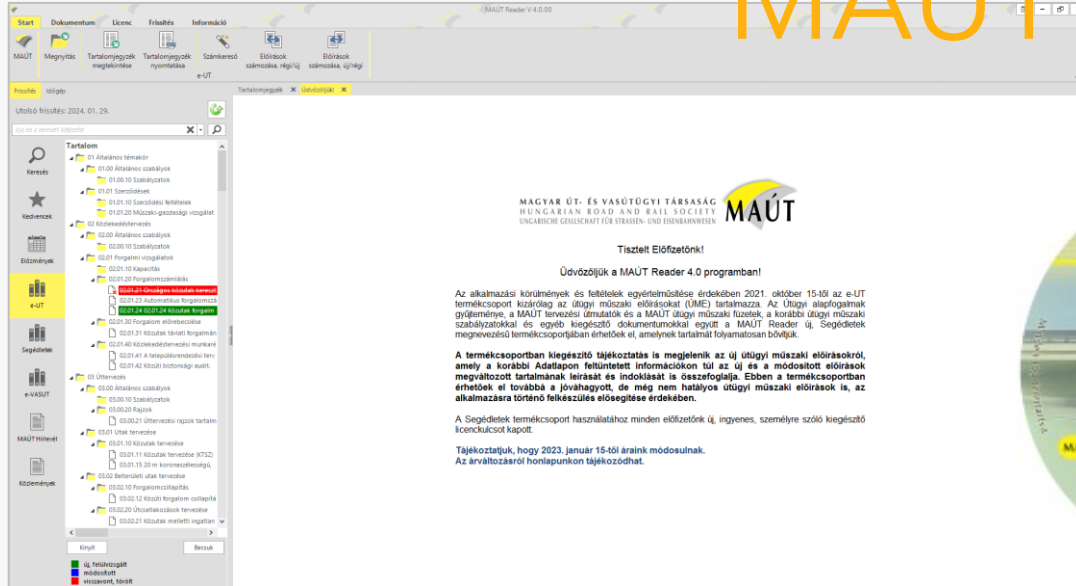 MAÚT Reader V 4.0.00
MAÚT
Start Dokumentum Licenc Frissítés Információ
MAÚT Megnyitás Tartalomjegyzék megtekintése Tartalomjegyzék nyomtatása Számkereső Előírások számozása, régi/új Előírások számozása, új/régi
e-UT
Frissítés Időgép
Tartalomjegyzék Üdvözöljük!
Utolsó frissítés: 2024. 01. 29.
Keresés
Kedvencek
Előzmények
e-UT
Segédletek
e-VASUT
MAÚT Hírlevél
Közlemények
Tartalom
01 Általános témakör
01.00 Általános szabályok
01.00.10 Szabályzatok
01.01 Szerződések
01.01.10 Szerződési feltételek
01.01.20 Műszaki-gazdasági vizsgálat
02 Közlekedéstervezés
02.00 Általános szabályok
02.00.10 Szabályzatok
02.01 Forgalmi vizsgálatok
02.01.10 Kapacitás
02.01.20 Forgalomszámlálás
02.01.21 Országos közutak kereszt
02.01.23 Automatikus forgalomszá
02.01.24 02.01.24 Közutak forgalm
02.01.30 Forgalom előrebecslése
02.01.31 Közutak távlati forgalmán
02.01.40 Közlekedéstervezési munkaré
02.01.41 A településrendezési terv
02.01.42 Közúti biztonsági audit.
03 Úttervezés
03.00 Általános szabályok
03.00.10 Szabályzatok
03.00.20 Rajzok
03.00.21 Úttervezési rajzok tartalm
03.01 Utak tervezése
03.01.10 Közutak tervezése
03.01.11 Közutak tervezése (KTSZ)
03.01.15 20 m koronaszélességű,
03.02 Belterületi utak tervezése
03.02.10 Forgalomcsillapítás
03.02.12 Közúti forgalom csillapítá
03.02.20 Útcsatlakozások tervezése
03.02.21 Közutak melletti ingatlan
Kinyit Becsuk
új, felülvizsgált
módosított
visszavont, törölt
MAGYAR ÚT- ÉS VASÚTÜGYI TÁRSASÁG
HUNGARIAN ROAD AND RAIL SOCIETY
UNGARISCHE GESELLSCHAFT FÜR STRASSEN- UND EISENBAHNWESEN
MAÚT
Tisztelt Előfizetőnk!
Üdvözöljük a MAÚT Reader 4.0 programban!
Az alkalmazási körülmények és feltételek egyértelműsítése érdekében 2021. október 15-től az e-UT
termékcsoport kizárólag az útügyi műszaki előírásokat (ÚME) tartalmazza. Az Útügyi alapfogalmak
gyűjteménye, a MAÚT tervezési útmutatók és a MAÚT útügyi műszaki füzetek, a korábbi útügyi műszaki
szabályzatokkal és egyéb kiegészítő dokumentumokkal együtt a MAÚT Reader új, Segédletek
megnevezésű termékcsoportjában érhetőek el, amelynek tartalmát folyamatosan bővítjük.
A termékcsoportban kiegészítő tájékoztatás is megjelenik az új útügyi műszaki előírásokról,
amely a korábbi Adatlapon feltüntetett információkon túl az új és a módosított előírások
megváltozott tartalmának leírását és indoklását is összefoglalja. Ebben a termékcsoportban
érhetőek el továbbá a jóváhagyott, de még nem hatályos útügyi műszaki előírások is, az
alkalmazásra történő felkészülés elősegítése érdekében.
A Segédletek termékcsoport használatához minden előfizetőnk új, ingyenes, személyre szóló kiegészítő
licenckulcsot kapott.
Tájékoztatjuk, hogy 2023. január 15-től áraink módosulnak.
Az árváltozásról honlapunkon tájékozódhat.